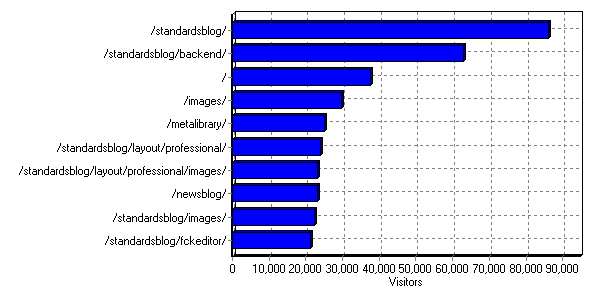 /standardsblog/
/standardsblog/backend/
/
/images/
/metalibrary/
/standardsblog/layout/professional/
/standardsblog/layout/professional/images/
/newsblog/
/standardsblog/images/
/standardsblog/fckeditor/
0 10,000 20,000 30,000 40,000 50,000 60,000 70,000 80,000 90,000
Visitors